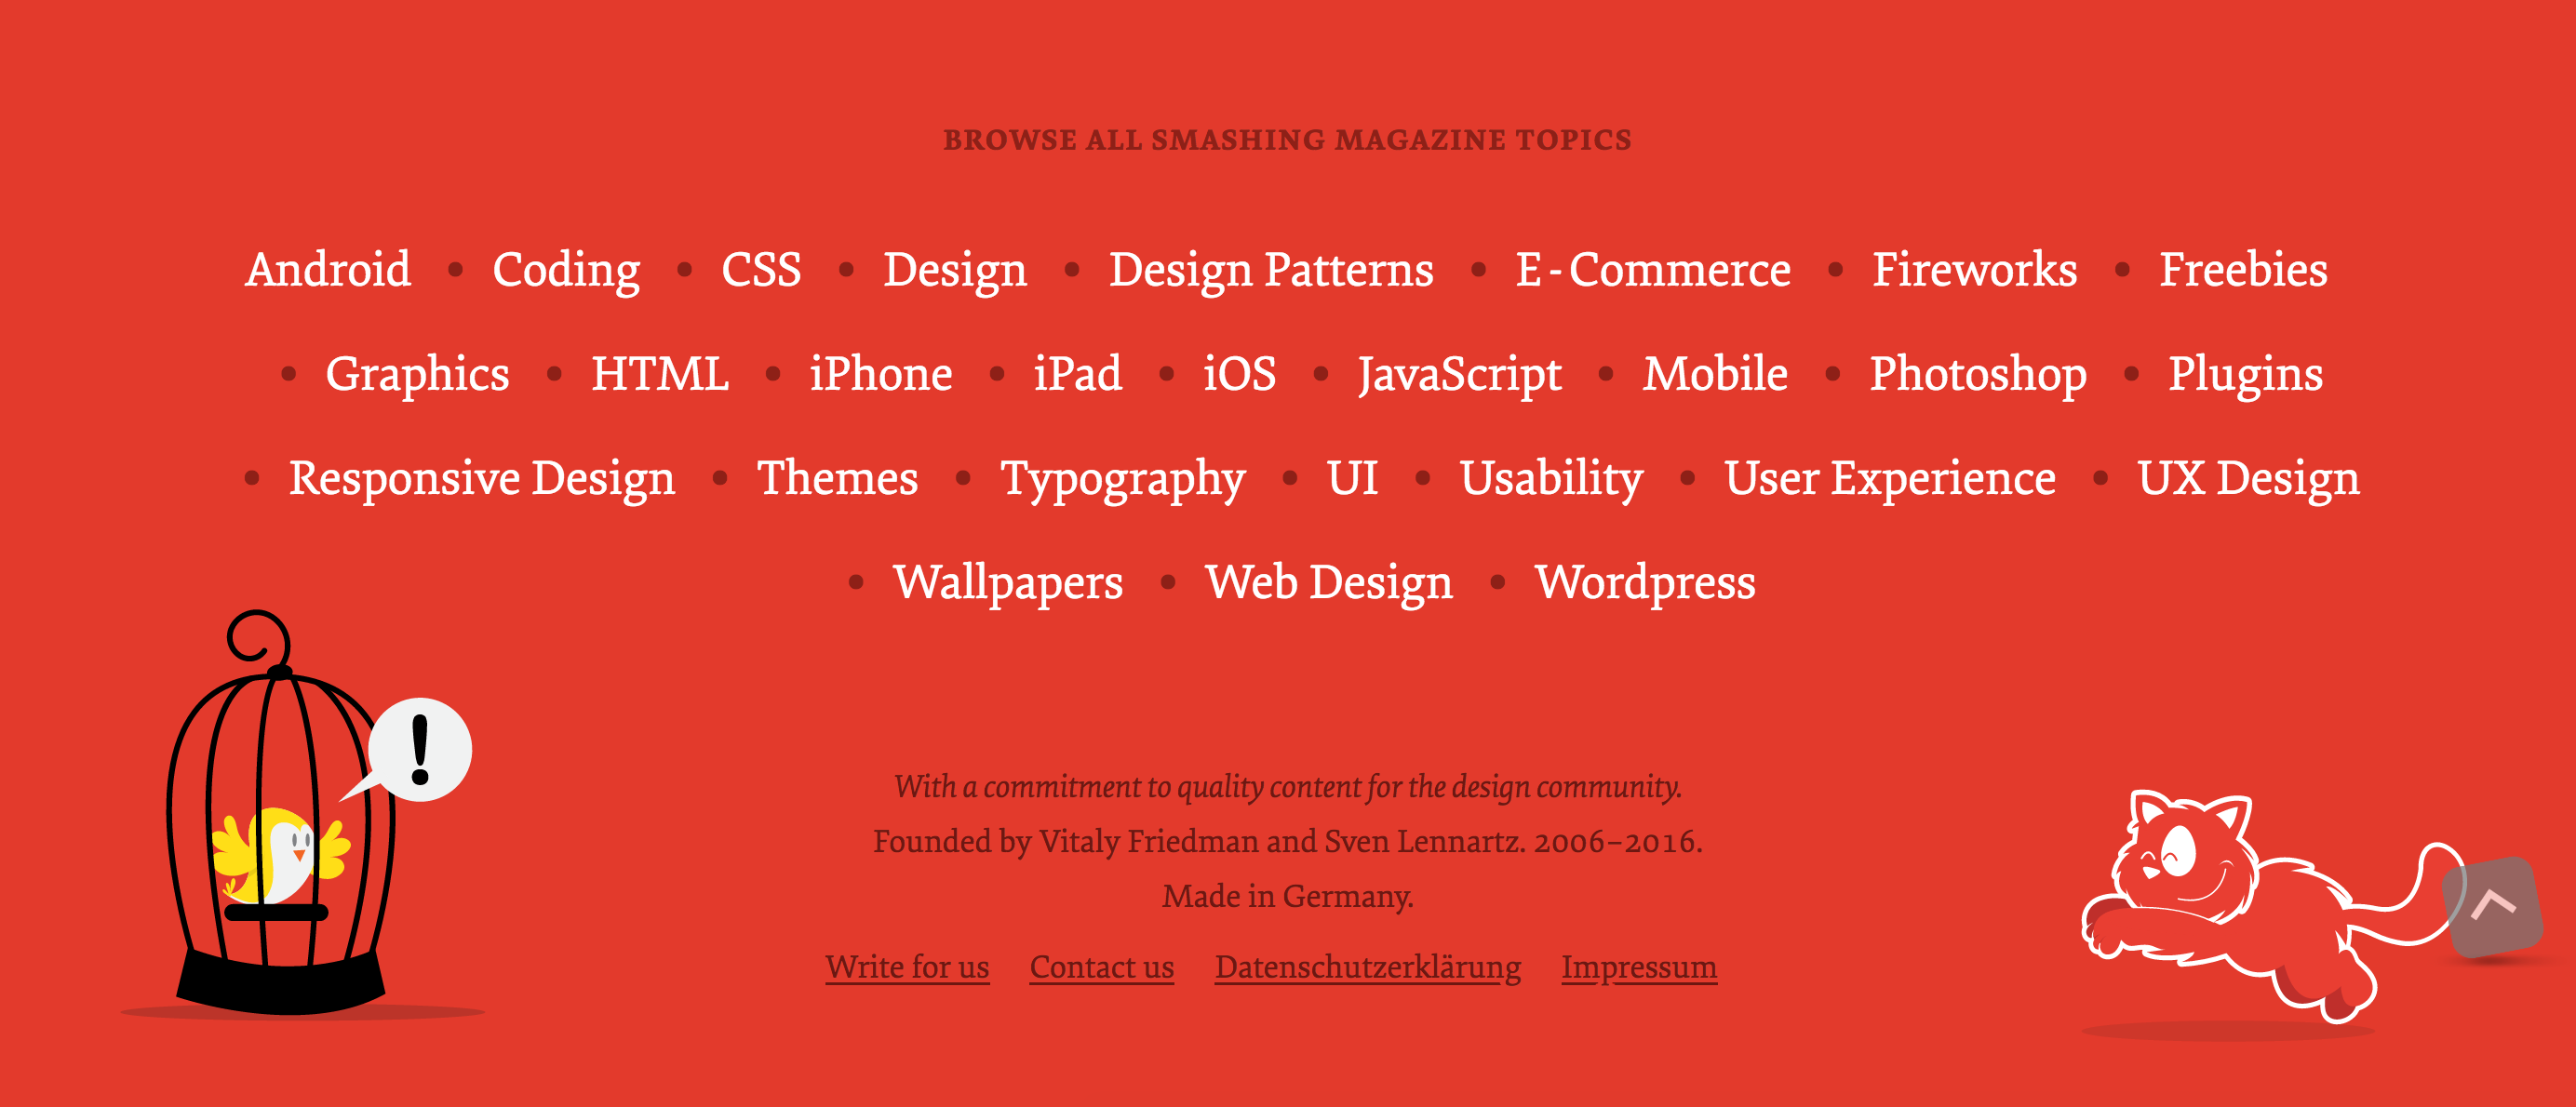 BROWSE ALL SMASHING MAGAZINE TOPICS
Android • Coding • CSS • Design • Design Patterns • E-Commerce • Fireworks • Freebies
• Graphics • HTML • iPhone • iPad • iOS • JavaScript • Mobile • Photoshop • Plugins
• Responsive Design • Themes • Typography • UI • Usability • User Experience • UX Design
• Wallpapers • Web Design • Wordpress
!
With a commitment to quality content for the design community.
Founded by Vitaly Friedman and Sven Lennartz. 2006–2016.
Made in Germany.
Write for us Contact us Datenschutzerklärung Impressum